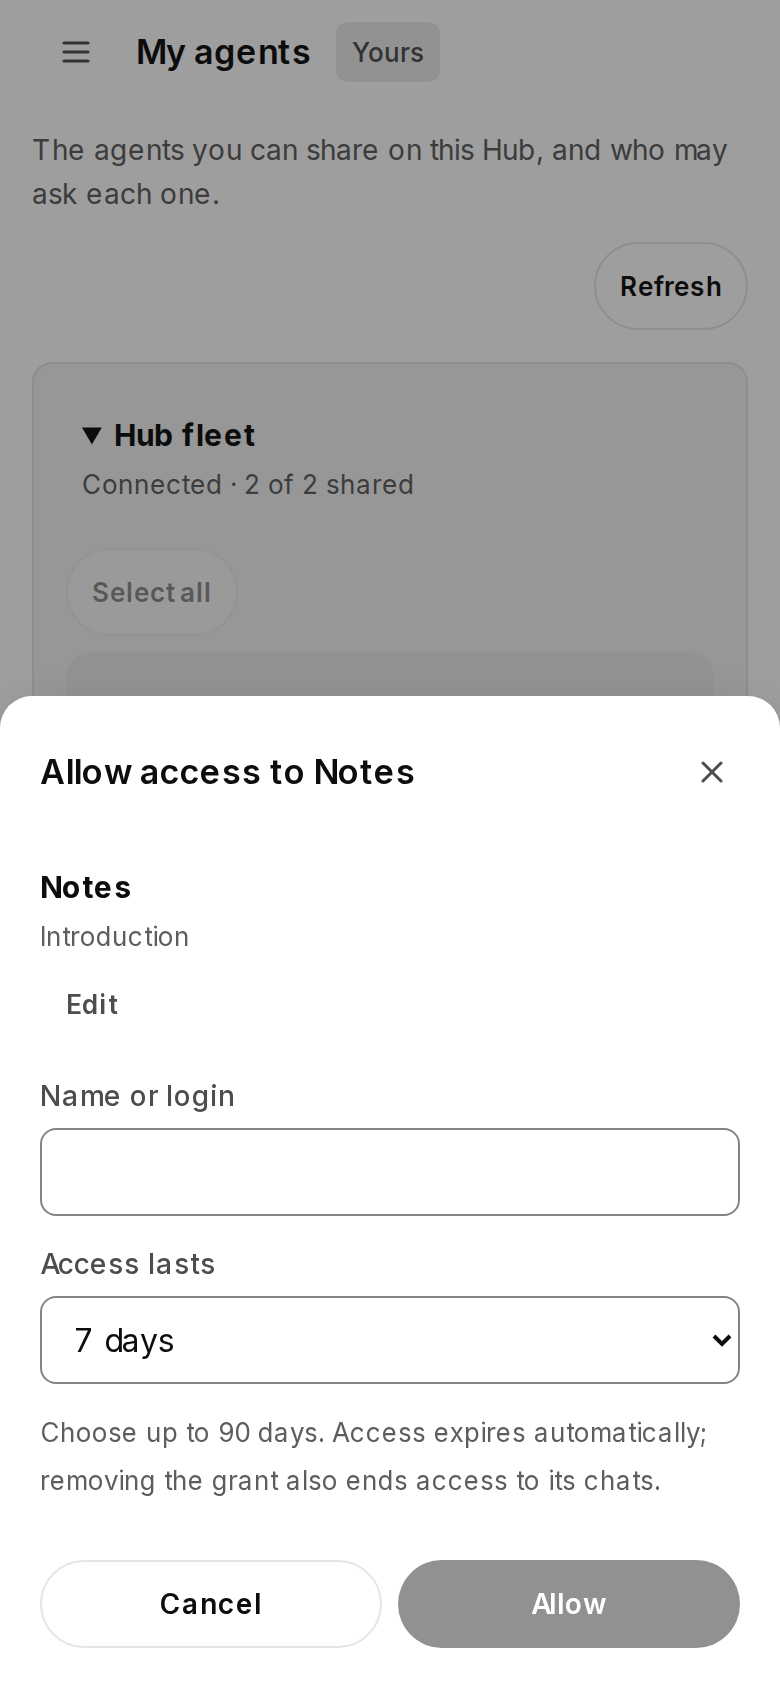 My agents
Yours
The agents you can share on this Hub, and who may
ask each one.
Refresh
Hub fleet
Connected · 2 of 2 shared
Select all
Allow access to Notes
Notes
Introduction
Edit
Name or login
Access lasts
7 days
Choose up to 90 days. Access expires automatically;
removing the grant also ends access to its chats.
Cancel
Allow